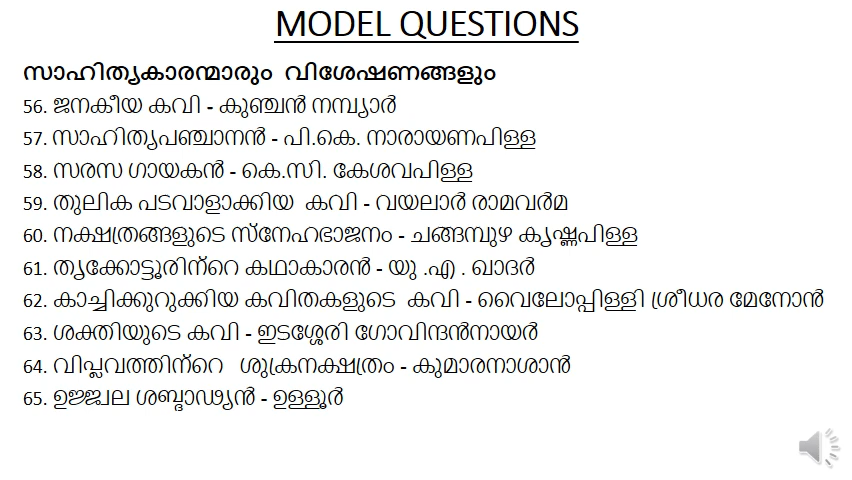 MODEL QUESTIONS
സാഹിത്യകാരന്മാരും വിശേഷണങ്ങളും
56. ജനകീയ കവി - കുഞ്ചൻ നമ്പ്യാർ
57. സാഹിത്യപഞ്ചാനൻ - പി.കെ. നാരായണപിള്ള
58. സരസ ഗായകൻ - കെ.സി. കേശവപിള്ള
59. തുലിക പടവാളാക്കിയ കവി - വയലാർ രാമവർമ
60. നക്ഷത്രങ്ങളുടെ സ്നേഹഭാജനം - ചങ്ങമ്പുഴ കൃഷ്ണപിള്ള
61. തൃക്കോട്ടൂരിന്റെ കഥാകാരൻ - യു .എ . ഖാദർ
62. കാച്ചിക്കുറുക്കിയ കവിതകളുടെ കവി - വൈലോപ്പിള്ളി ശ്രീധര മേനോൻ
63. ശക്തിയുടെ കവി - ഇടശ്ശേരി ഗോവിന്ദൻനായർ
64. വിപ്ലവത്തിന്റെ ശുക്രനക്ഷത്രം - കുമാരനാശാൻ
65. ഉജ്ജ്വല ശബ്ദാഢ്യൻ - ഉള്ളൂർ